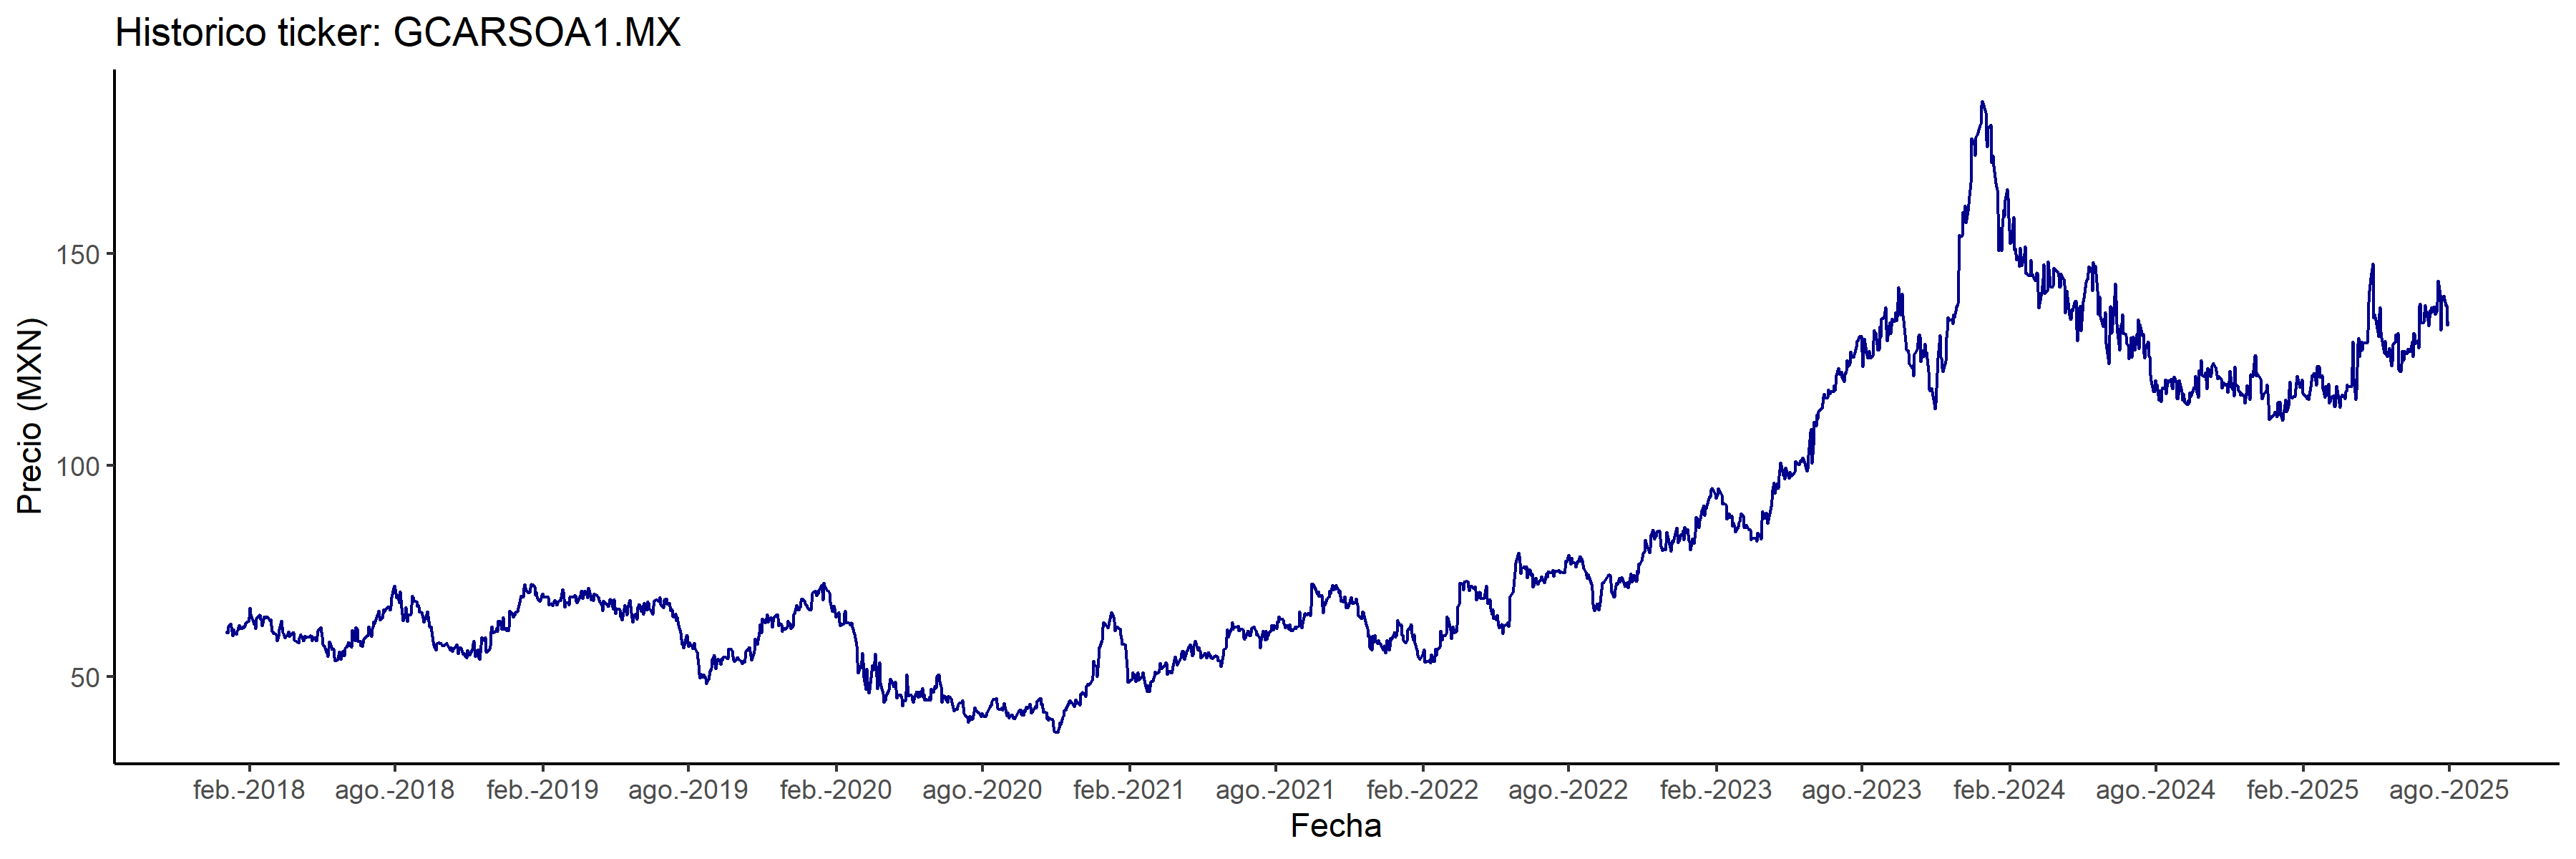 Historico ticker: GCARSOA1.MX
Precio (MXN)
150
100
50
feb.-2018 ago.-2018 feb.-2019 ago.-2019 feb.-2020 ago.-2020 feb.-2021 ago.-2021 feb.-2022 ago.-2022 feb.-2023 ago.-2023 feb.-2024 ago.-2024 feb.-2025 ago.-2025
Fecha